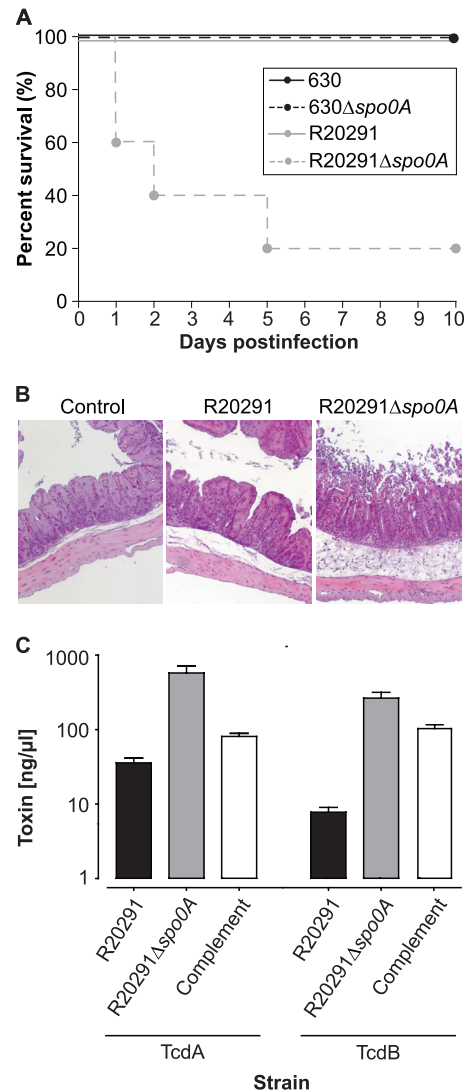 A
Percent survival (%)
100
80
60
40
20
0
630
630Δspo0A
R20291
R20291Δspo0A
0 1 2 3 4 5 6 7 8 9 10
Days postinfection
B
Control R20291 R20291Δspo0A
C
Toxin [ng/µl]
1000
100
10
1
R20291
R20291Δspo0A
Complement
R20291
R20291Δspo0A
Complement
TcdA TcdB
Strain